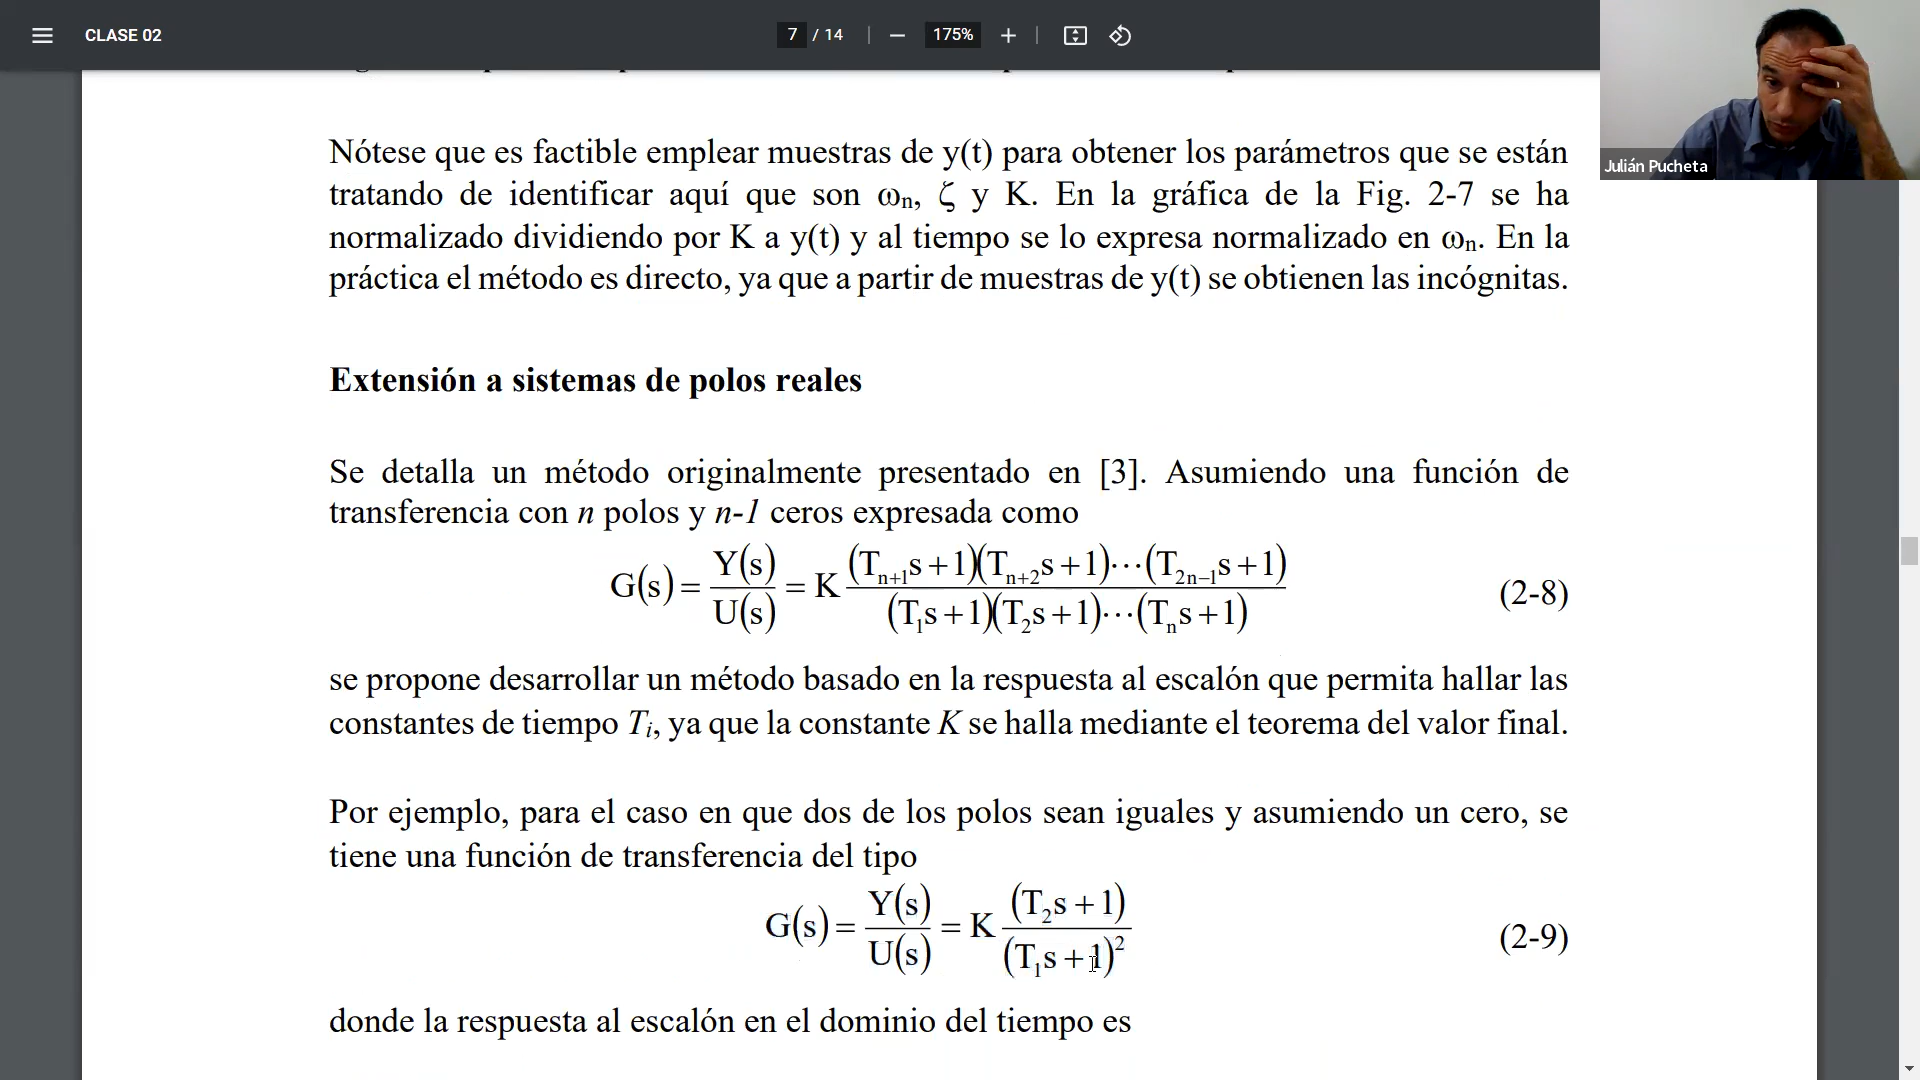 CLASE 02
7 / 14
175%
Julián Pucheta
Nótese que es factible emplear muestras de y(t) para obtener los parámetros que se están
tratando de identificar aquí que son ωn, ζ y K. En la gráfica de la Fig. 2-7 se ha
normalizado dividiendo por K a y(t) y al tiempo se lo expresa normalizado en ωn. En la
práctica el método es directo, ya que a partir de muestras de y(t) se obtienen las incógnitas.
Extensión a sistemas de polos reales
Se detalla un método originalmente presentado en [3]. Asumiendo una función de
transferencia con n polos y n-1 ceros expresada como
G(s) = Y(s)/U(s) = K (Tn+1s+1)(Tn+2s+1)⋯(T2n−1s+1)/(T1s+1)(T2s+1)⋯(Tns+1) (2-8)
se propone desarrollar un método basado en la respuesta al escalón que permita hallar las
constantes de tiempo Ti, ya que la constante K se halla mediante el teorema del valor final.
Por ejemplo, para el caso en que dos de los polos sean iguales y asumiendo un cero, se
tiene una función de transferencia del tipo
G(s) = Y(s)/U(s) = K (T2s+1)/(T1s+1)² (2-9)
donde la respuesta al escalón en el dominio del tiempo es